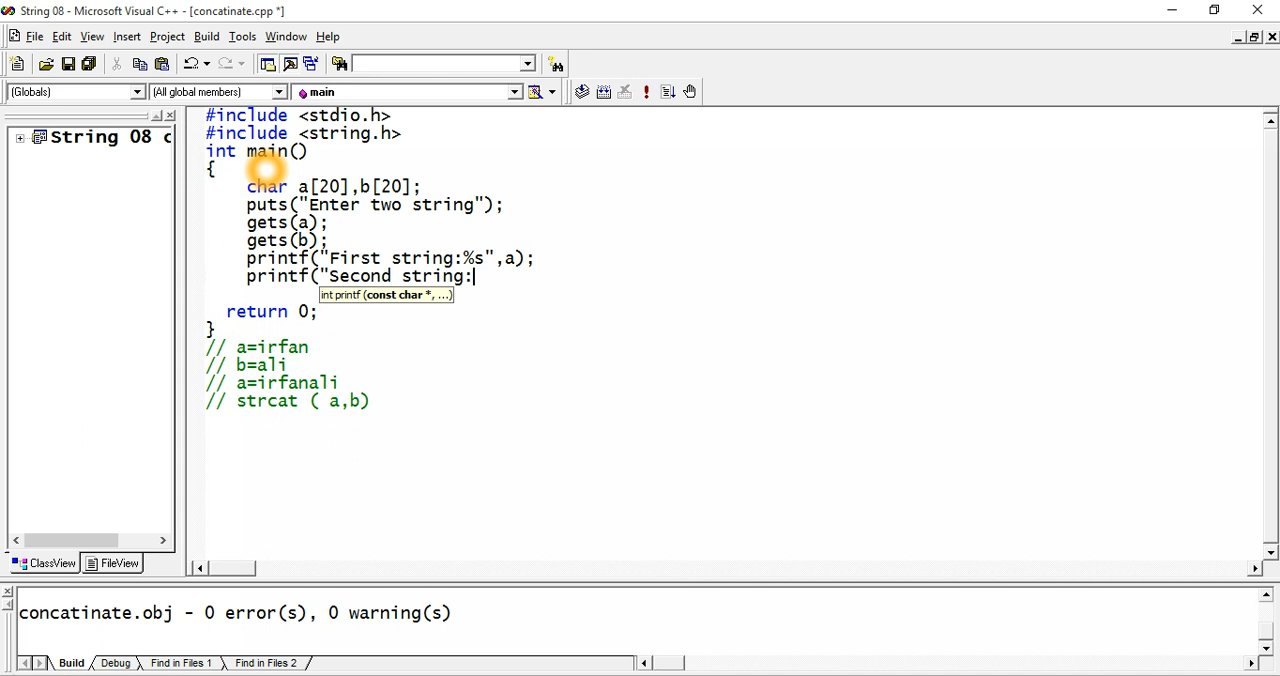 String 08 - Microsoft Visual C++ - [concatinate.cpp *]
File Edit View Insert Project Build Tools Window Help
(Globals) (All global members) main
#include <stdio.h>
#include <string.h>
String 08 c
int main()
{
char a[20],b[20];
puts("Enter two string");
gets(a);
gets(b);
printf("First string:%s",a);
printf("Second string:
int printf (const char *, ...)
return 0;
}
// a=irfan
// b=ali
// a=irfanali
// strcat ( a,b)
ClassView FileView
concatinate.obj - 0 error(s), 0 warning(s)
Build Debug Find in Files 1 Find in Files 2